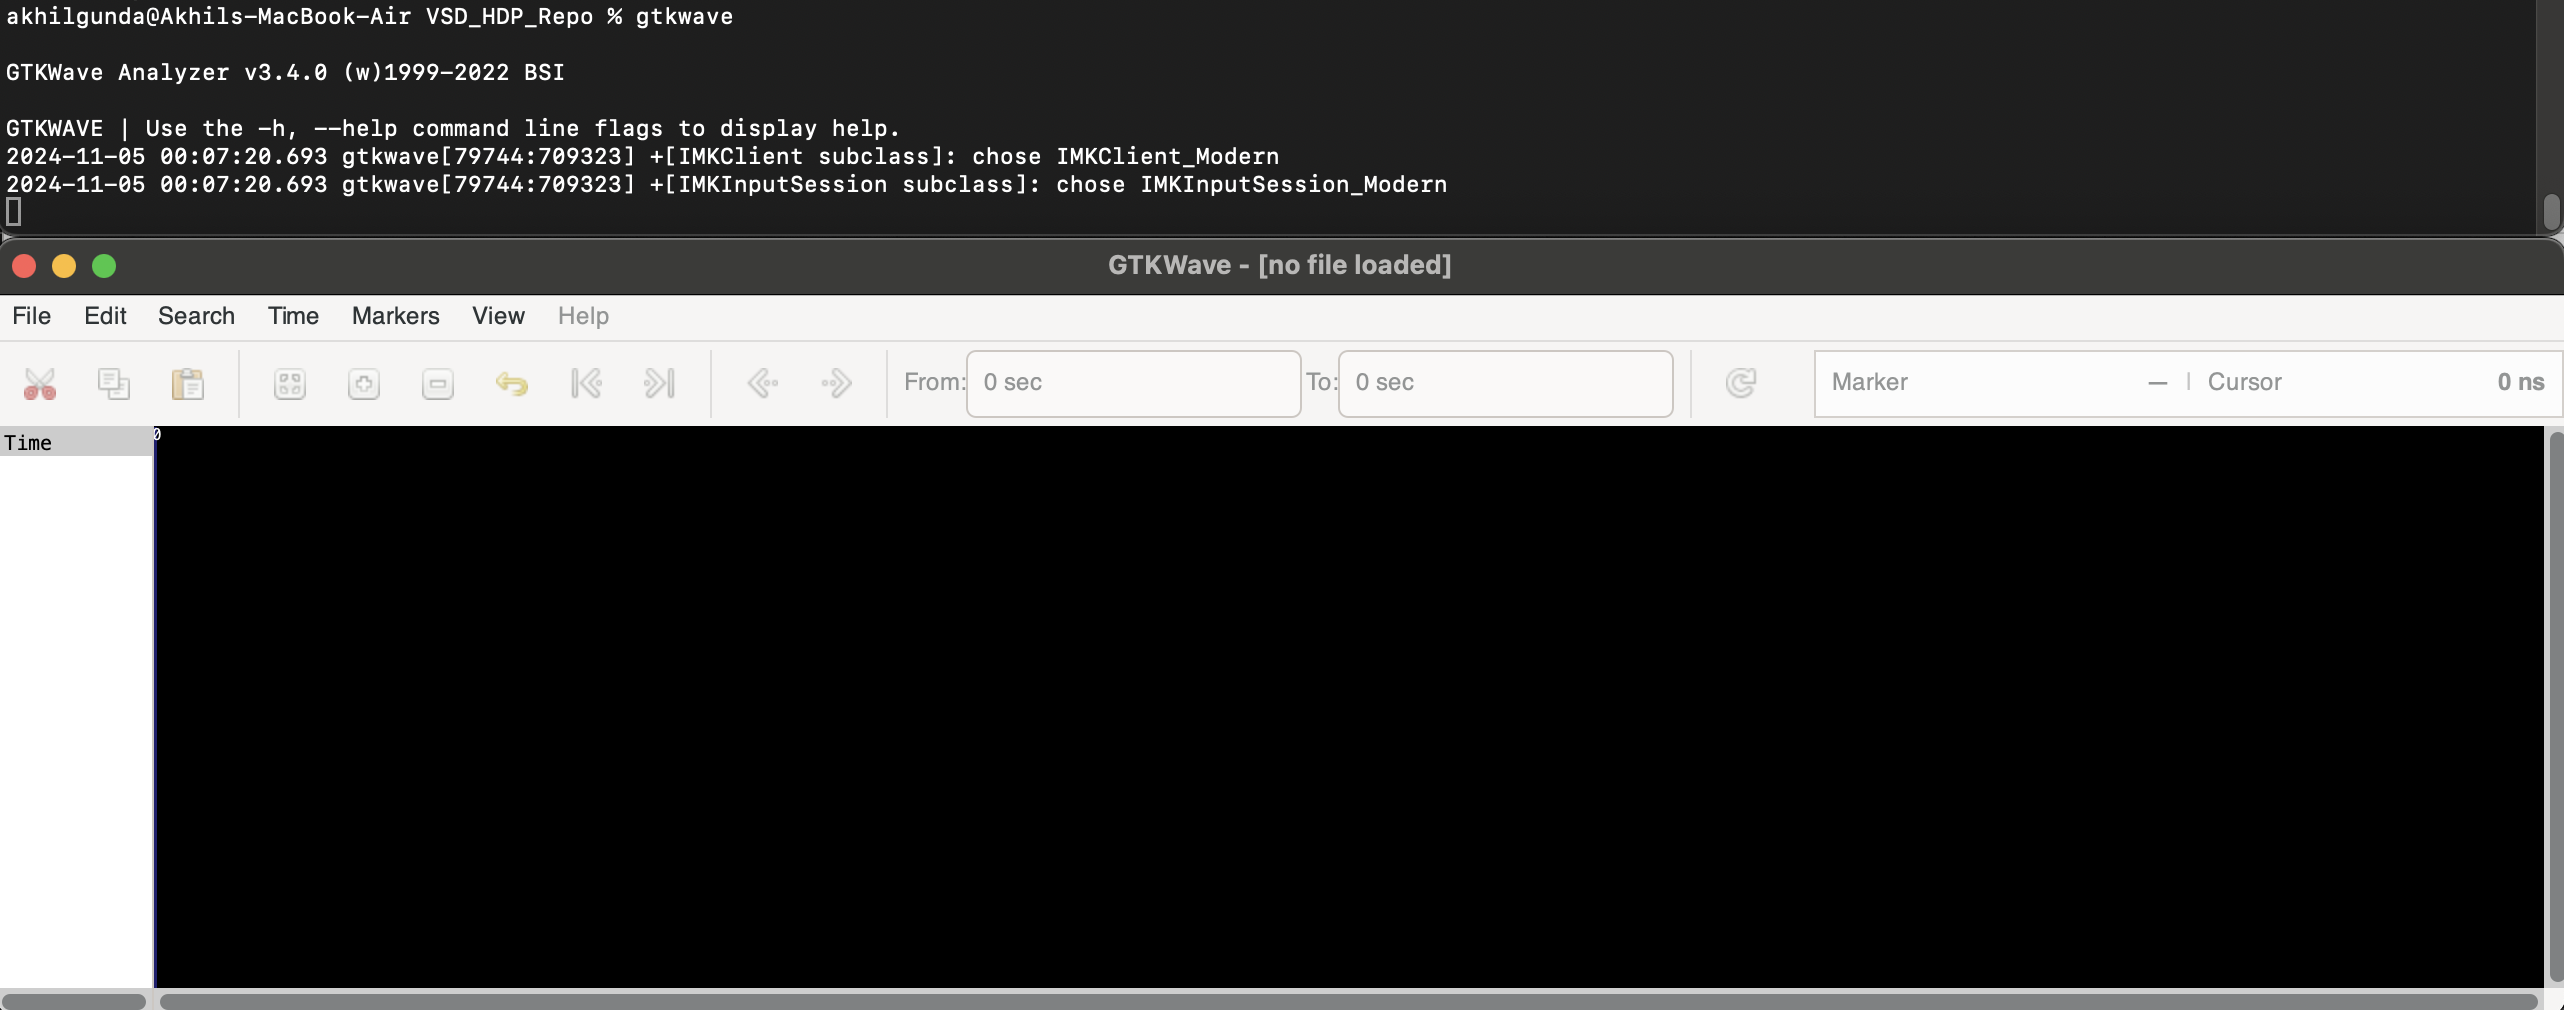 akhilgunda@Akhils-MacBook-Air VSD_HDP_Repo % gtkwave
GTKWave Analyzer v3.4.0 (w)1999-2022 BSI
GTKWAVE | Use the -h, --help command line flags to display help.
2024-11-05 00:07:20.693 gtkwave[79744:709323] +[IMKClient subclass]: chose IMKClient_Modern
2024-11-05 00:07:20.693 gtkwave[79744:709323] +[IMKInputSession subclass]: chose IMKInputSession_Modern
GTKWave - [no file loaded]
File Edit Search Time Markers View Help
From: 0 sec To: 0 sec Marker — | Cursor 0 ns
Time 0